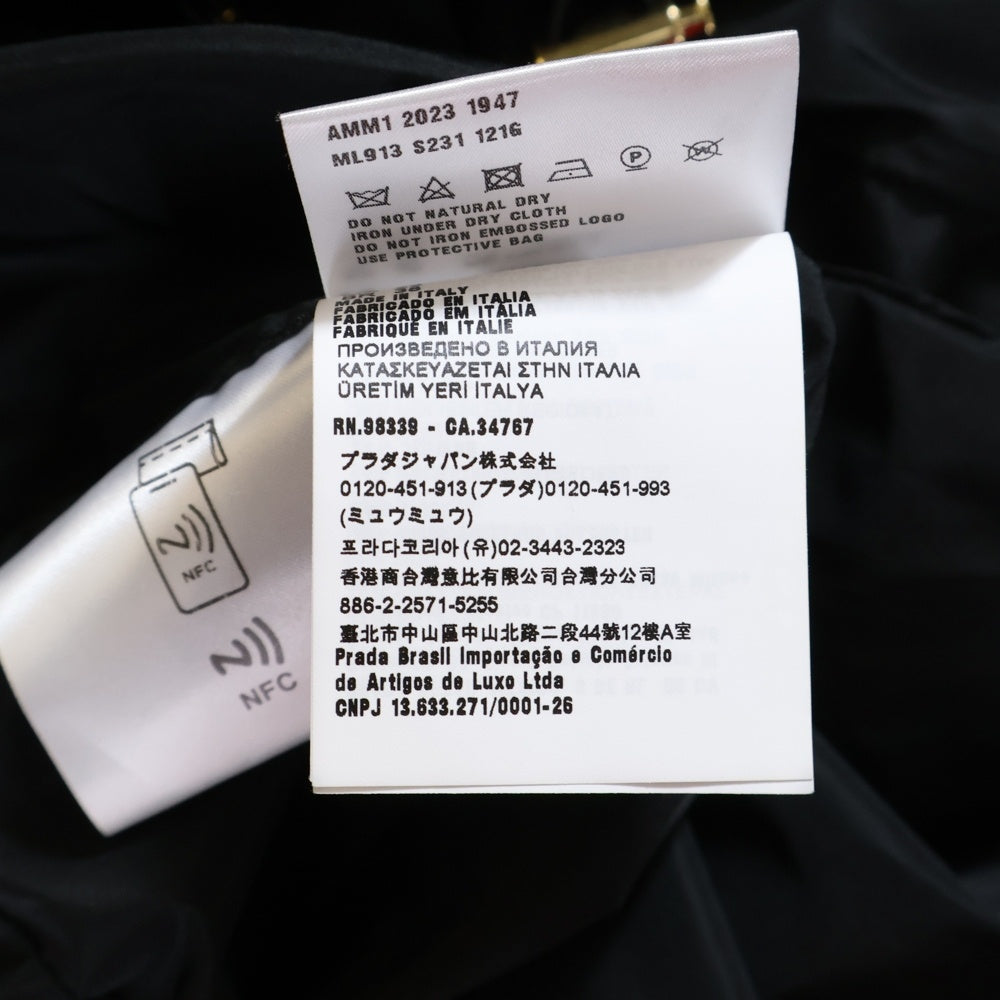 AMM1 2023 1947
ML913 S231 121G
DO NOT NATURAL DRY
IRON UNDER DRY CLOTH
DO NOT IRON EMBOSSED LOGO
USE PROTECTIVE BAG
MADE IN ITALY
FABRICADO EN ITALIA
FABRICADO EM ITALIA
FABRIQUÉ EN ITALIE
ПРОИЗВЕДЕНО В ИТАЛИЯ
ΚΑΤΑΣΚΕΥΑΖΕΤΑΙ ΣΤΗΝ ΙΤΑΛΙΑ
ÜRETİM YERİ İTALYA
RN.98339 - CA.34767
プラダジャパン株式会社
0120-451-913(プラダ)0120-451-993
(ミュウミュウ)
프라다코리아(유)02-3443-2323
香港商台灣意比有限公司台灣分公司
886-2-2571-5255
臺北市中山區中山北路二段44號12樓A室
Prada Brasil Importação e Comércio
de Artigos de Luxo Ltda
CNPJ 13.633.271/0001-26
NFC
NFC